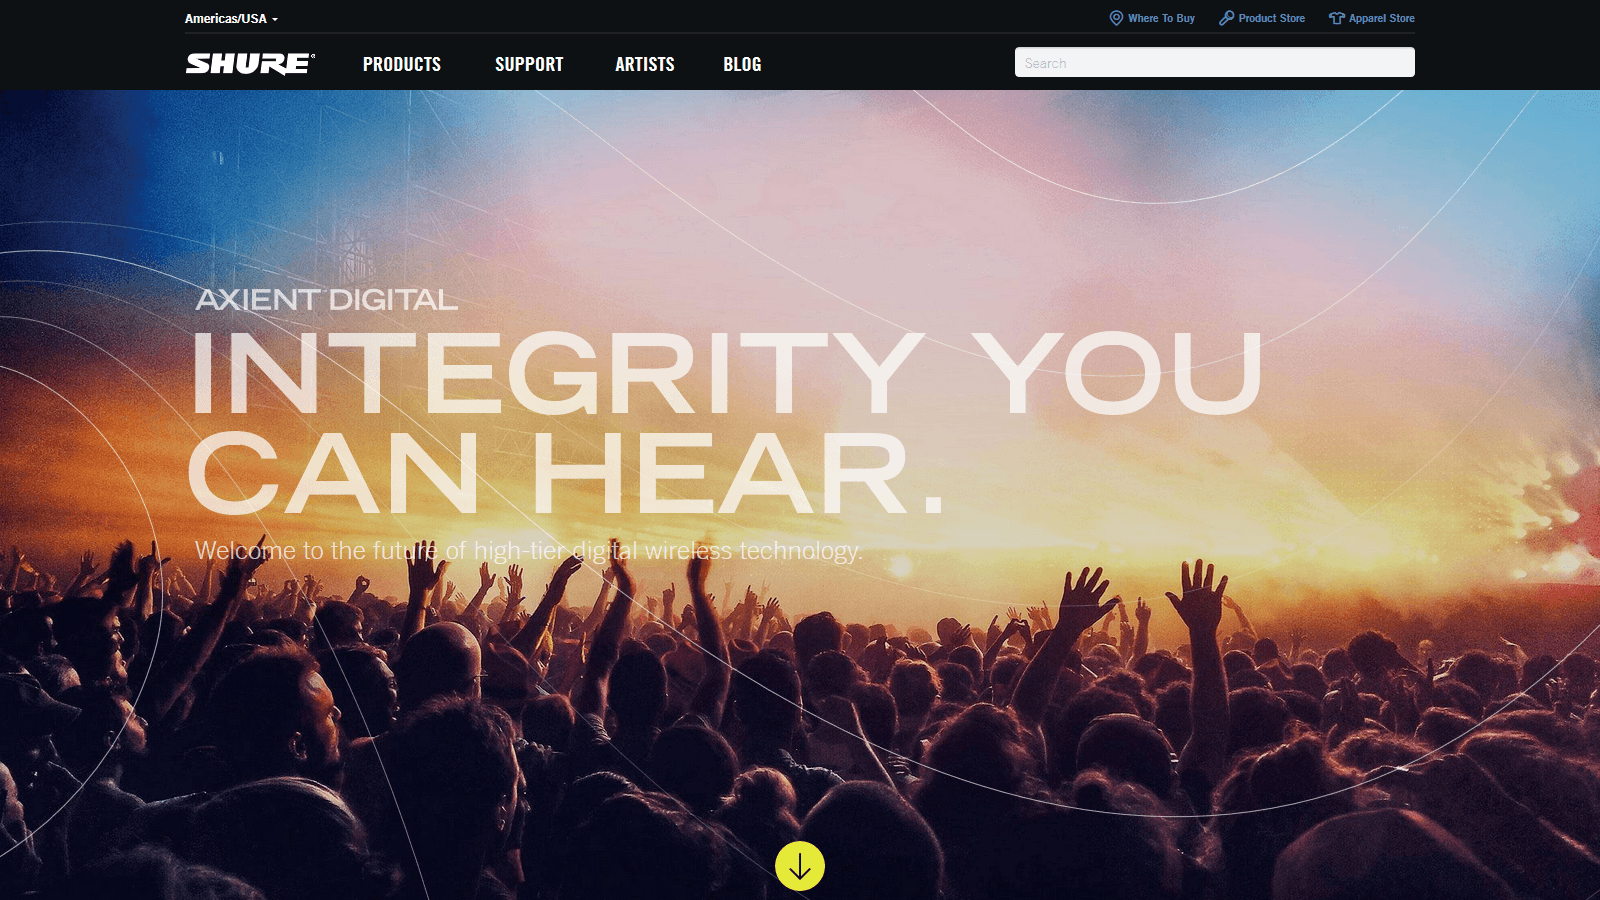 Americas/USA
Where To Buy
Product Store
Apparel Store
SHURE®
PRODUCTS
SUPPORT
ARTISTS
BLOG
Search
AXIENT DIGITAL
INTEGRITY YOU
CAN HEAR.
Welcome to the future of high-tier digital wireless technology.